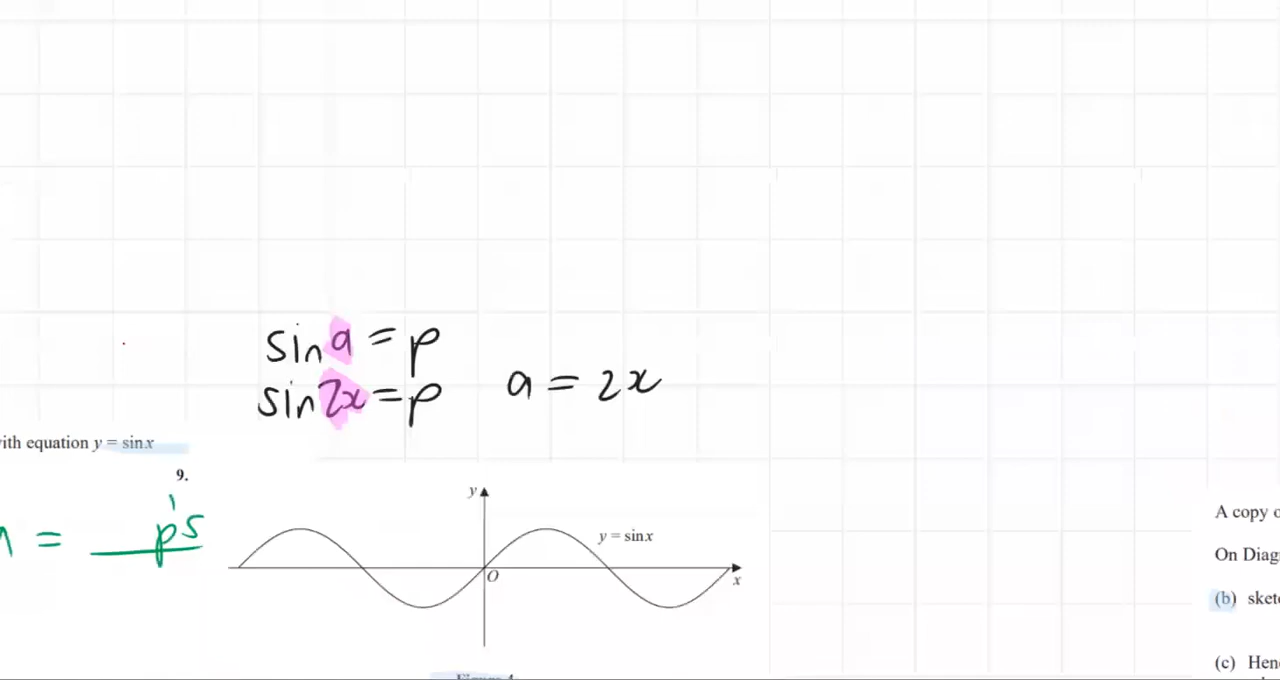 sin a = p
sin 2x = p a = 2x
ith equation y = sin x
9.
= p's
y
y = sin x
O
x
A copy o
On Diag
(b) sket
(c) Hen